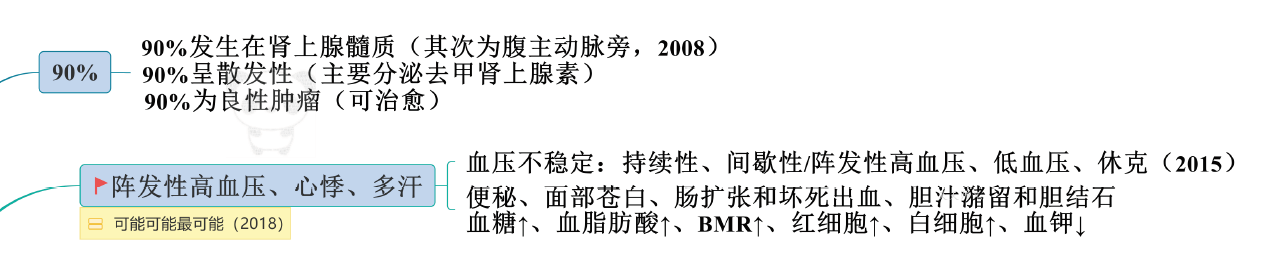 90%
90%发生在肾上腺髓质（其次为腹主动脉旁，2008）
90%呈散发性（主要分泌去甲肾上腺素）
90%为良性肿瘤（可治愈）
阵发性高血压、心悸、多汗
可能可能最可能（2018）
血压不稳定：持续性、间歇性/阵发性高血压、低血压、休克（2015）
便秘、面部苍白、肠扩张和坏死出血、胆汁潴留和胆结石
血糖↑、血脂肪酸↑、BMR↑、红细胞↑、白细胞↑、血钾↓